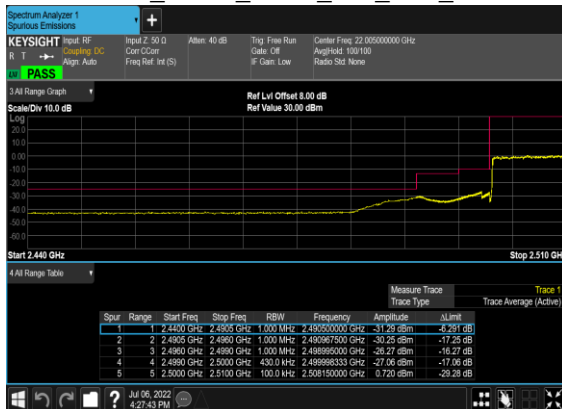 Spectrum Analyzer 1
Spurious Emissions
KEYSIGHT Input: RF Input Z: 50 Ω Atten: 40 dB Trig: Free Run Center Freq: 22.005000000 GHz
R T Coupling: DC Corr CCorr Gate: Off Avg|Hold: 100/100
Align: Auto Freq Ref: Int (S) IF Gain: Low Radio Std: None
PASS
3 All Range Graph
Ref Lvl Offset 8.00 dB
Scale/Div 10.0 dB Ref Value 30.00 dBm
Log
20.0
10.0
0.00
-10.0
-20.0
-30.0
-40.0
-50.0
-60.0
Start 2.440 GHz Stop 2.510 GH
4 All Range Table
Measure Trace Trace 1
Trace Type Trace Average (Active)
Spur Range Start Freq Stop Freq RBW Frequency Amplitude ΔLimit
1 1 2.4400 GHz 2.4905 GHz 1.000 MHz 2.490500000 GHz -31.29 dBm -6.291 dB
2 2 2.4905 GHz 2.4960 GHz 1.000 MHz 2.490967500 GHz -30.25 dBm -17.25 dB
3 3 2.4960 GHz 2.4990 GHz 1.000 MHz 2.498995000 GHz -26.27 dBm -16.27 dB
4 4 2.4990 GHz 2.5000 GHz 430.0 kHz 2.499998333 GHz -27.06 dBm -17.06 dB
5 5 2.5000 GHz 2.5100 GHz 100.0 kHz 2.508150000 GHz 0.720 dBm -29.28 dB
Jul 06, 2022
4:27:43 PM